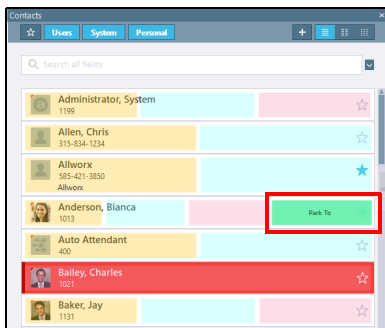 Contacts
Users System Personal
Search all fields
Administrator, System
1199
Allen, Chris
315-834-1234
Allworx
585-421-3850
Allworx
Anderson, Bianca
1013
Park To
Auto Attendant
400
Bailey, Charles
1021
Baker, Jay
1131